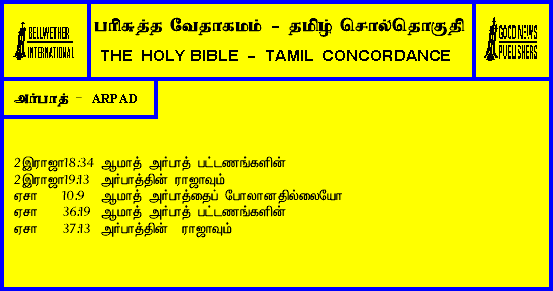 BELLWETHER
INTERNATIONAL
பரிசுத்த வேதாகமம் - தமிழ் சொல்தொகுதி
THE HOLY BIBLE - TAMIL CONCORDANCE
GOOD NEWS
PUBLISHERS
அர்பாத் - ARPAD
2இராஜா18:34 ஆமாத் அர்பாத் பட்டணங்களின்
2இராஜா19:13 அர்பாத்தின் ராஜாவும்
ஏசா 10:9 ஆமாத் அர்பாத்தைப் போலானதில்லையோ
ஏசா 36:19 ஆமாத் அர்பாத் பட்டணங்களின்
ஏசா 37:13 அர்பாத்தின் ராஜாவும்